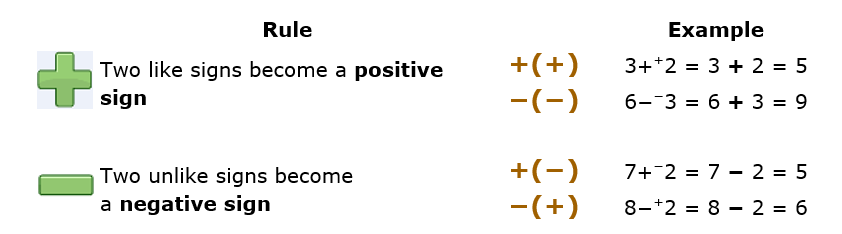 Rule Example
Two like signs become a positive sign
+(+) 3+⁺2 = 3 + 2 = 5
−(−) 6−⁻3 = 6 + 3 = 9
Two unlike signs become a negative sign
+(−) 7+⁻2 = 7 − 2 = 5
−(+) 8−⁺2 = 8 − 2 = 6